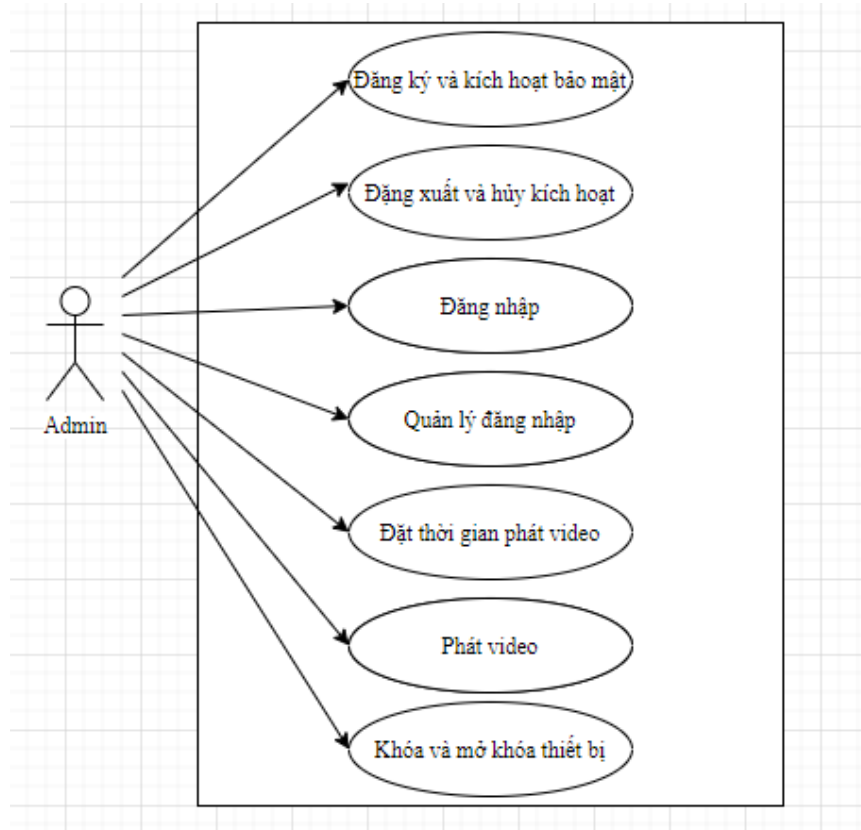 Đăng ký và kích hoạt bảo mật
Đặng xuất và hủy kích hoạt
Đăng nhập
Quản lý đăng nhập
Admin
Đặt thời gian phát video
Phát video
Khóa và mở khóa thiết bị